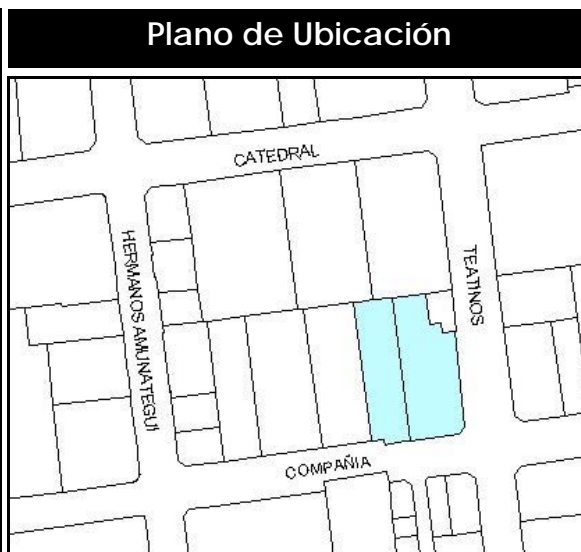 Plano de Ubicación
CATEDRAL
HERMANOS AMUNATEGUI
TEATINOS
COMPAÑIA